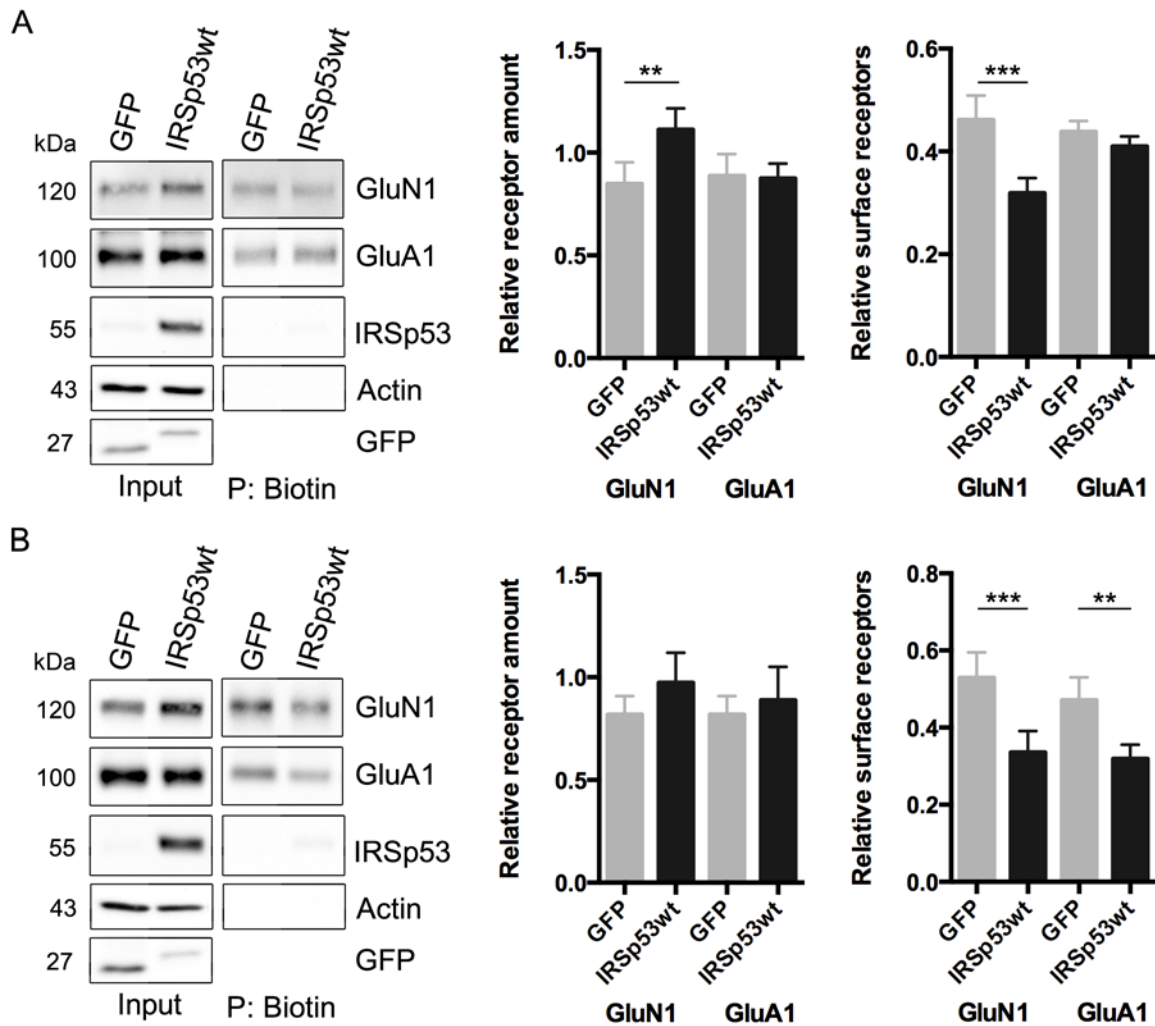 A
kDa
GFP
IRSp53wt
GFP
IRSp53wt
120
GluN1
100
GluA1
55
IRSp53
43
Actin
27
GFP
Input
P: Biotin
Relative receptor amount
1.5
1.0
0.5
0.0
**
GFP
IRSp53wt
GFP
IRSp53wt
GluN1
GluA1
Relative surface receptors
0.6
0.4
0.2
0.0
***
GFP
IRSp53wt
GFP
IRSp53wt
GluN1
GluA1
B
kDa
GFP
IRSp53wt
GFP
IRSp53wt
120
GluN1
100
GluA1
55
IRSp53
43
Actin
27
GFP
Input
P: Biotin
Relative receptor amount
1.5
1.0
0.5
0.0
GFP
IRSp53wt
GFP
IRSp53wt
GluN1
GluA1
Relative surface receptors
0.8
0.6
0.4
0.2
0.0
***
**
GFP
IRSp53wt
GFP
IRSp53wt
GluN1
GluA1